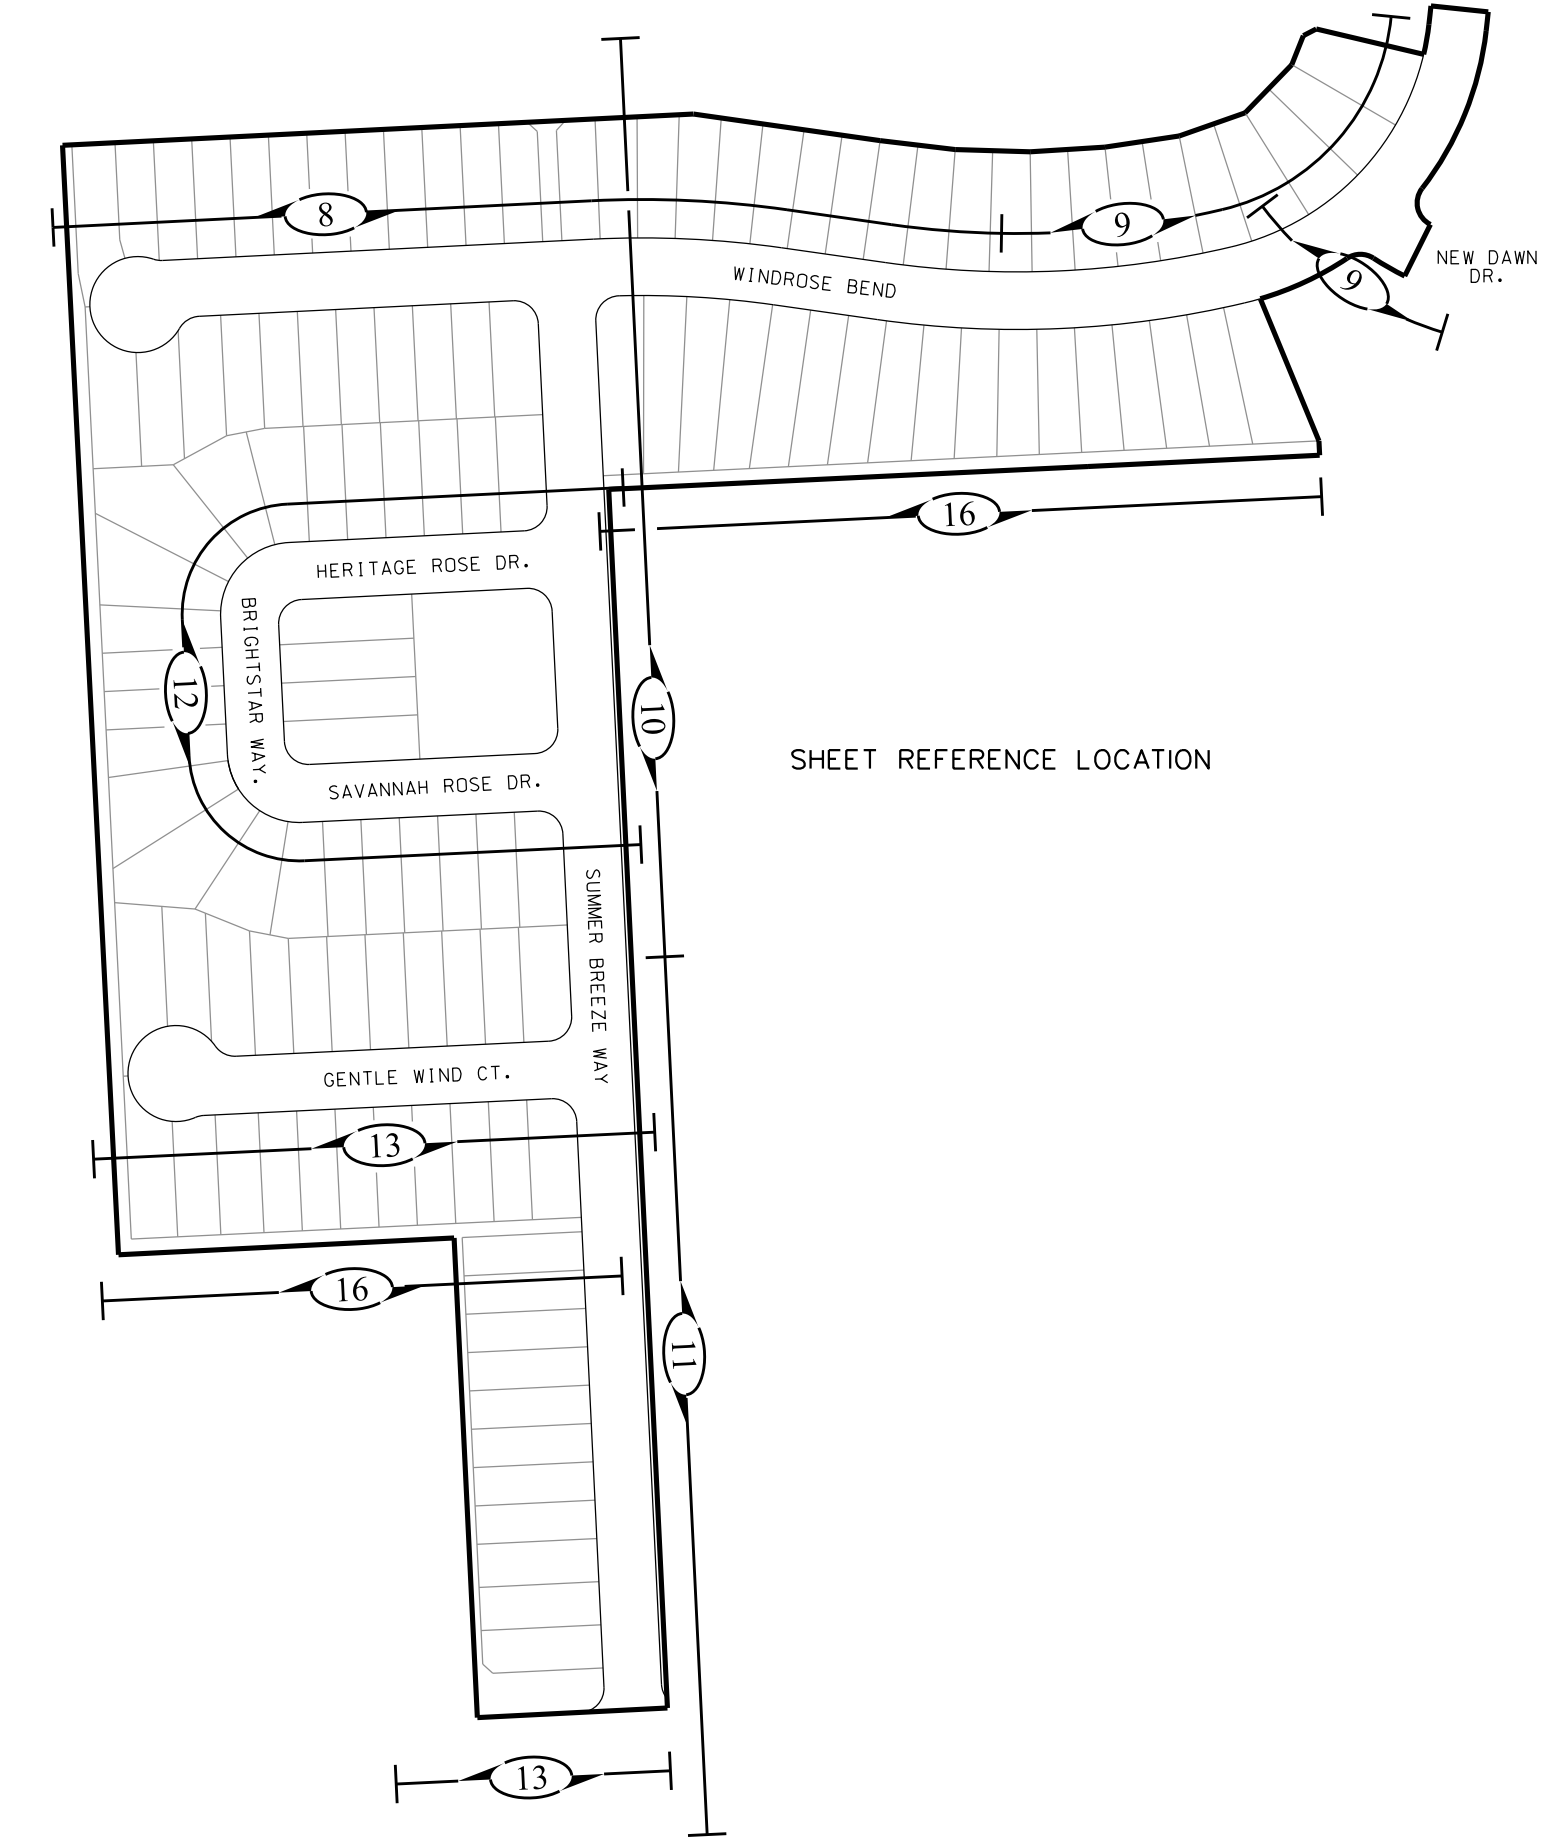 8
9
WINDROSE BEND
9
NEW DAWN
DR.
16
HERITAGE ROSE DR.
BRIGHTSTAR WAY.
12
10
SHEET REFERENCE LOCATION
SAVANNAH ROSE DR.
SUMMER BREEZE WAY
GENTLE WIND CT.
13
16
11
13